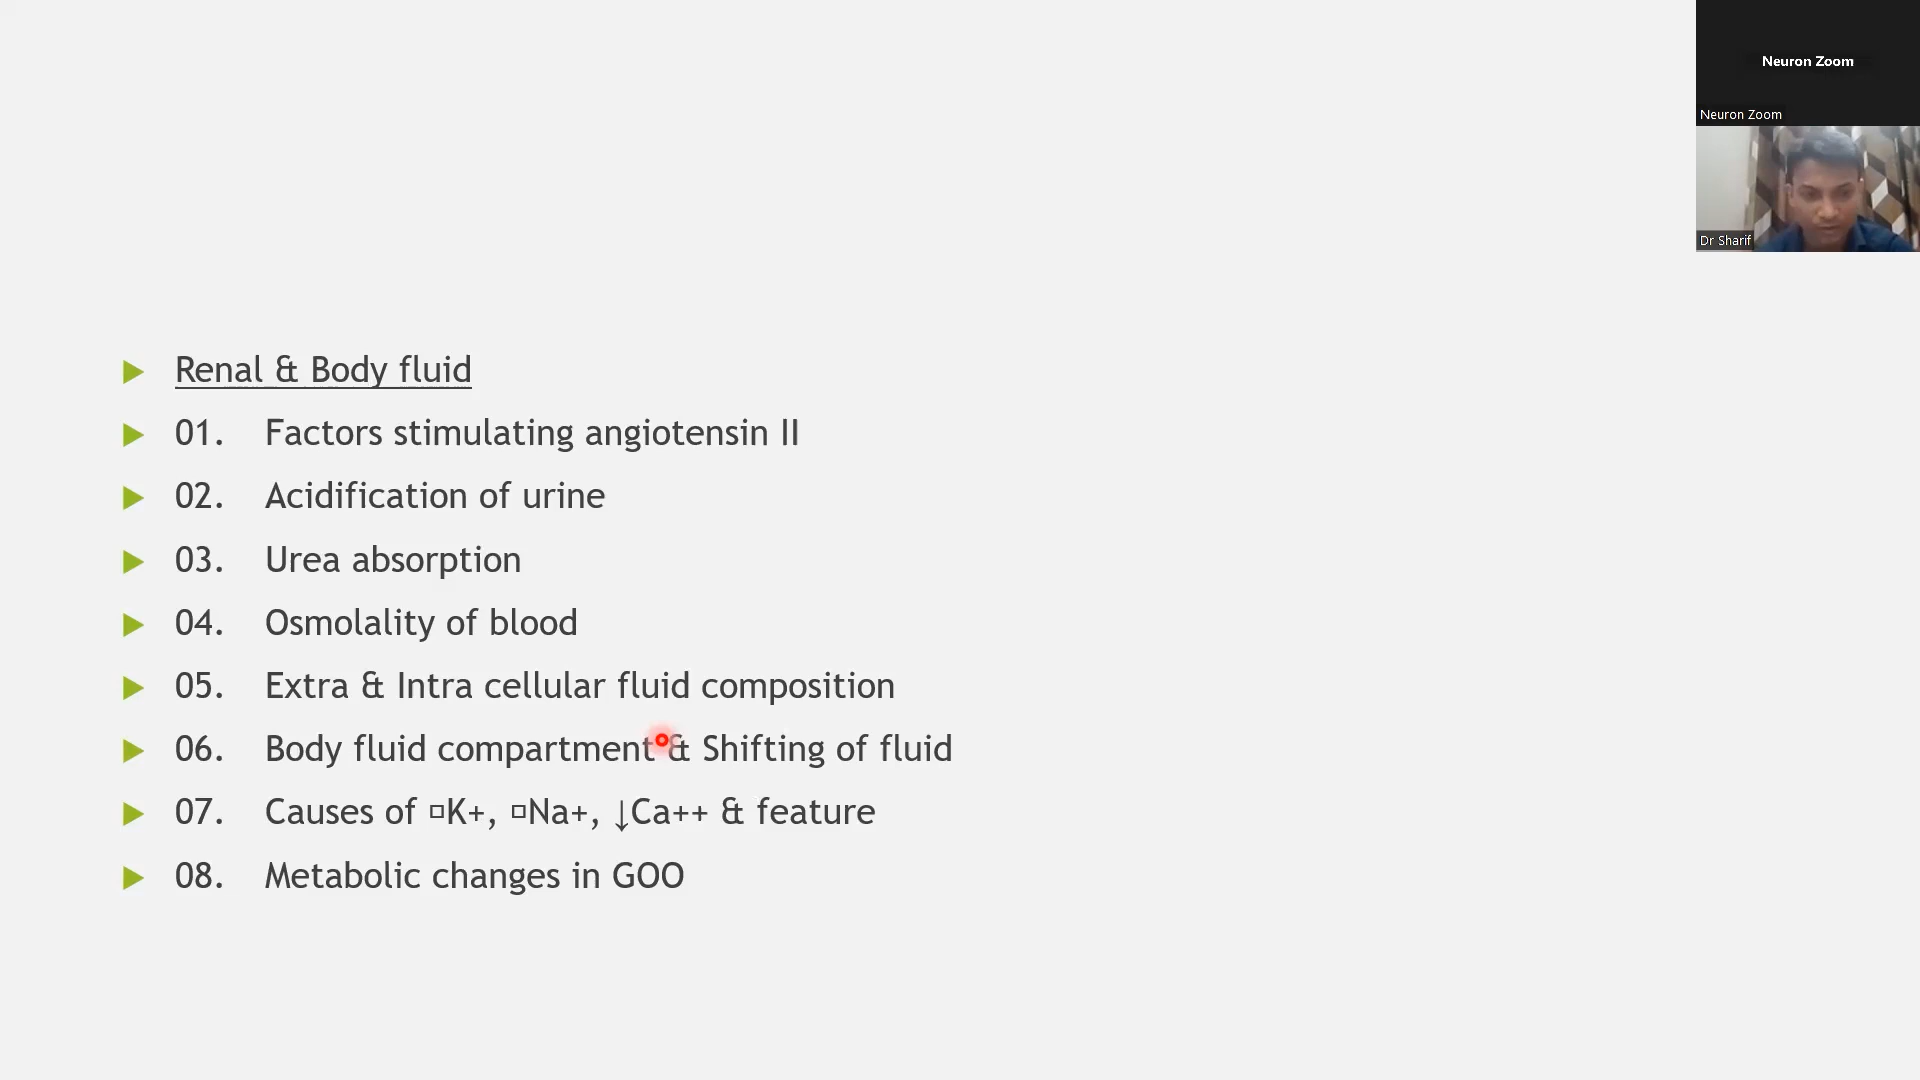 Neuron Zoom
Neuron Zoom
Dr Sharif
Renal & Body fluid
01. Factors stimulating angiotensin II
02. Acidification of urine
03. Urea absorption
04. Osmolality of blood
05. Extra & Intra cellular fluid composition
06. Body fluid compartment & Shifting of fluid
07. Causes of □K+, □Na+, ↓Ca++ & feature
08. Metabolic changes in GOO